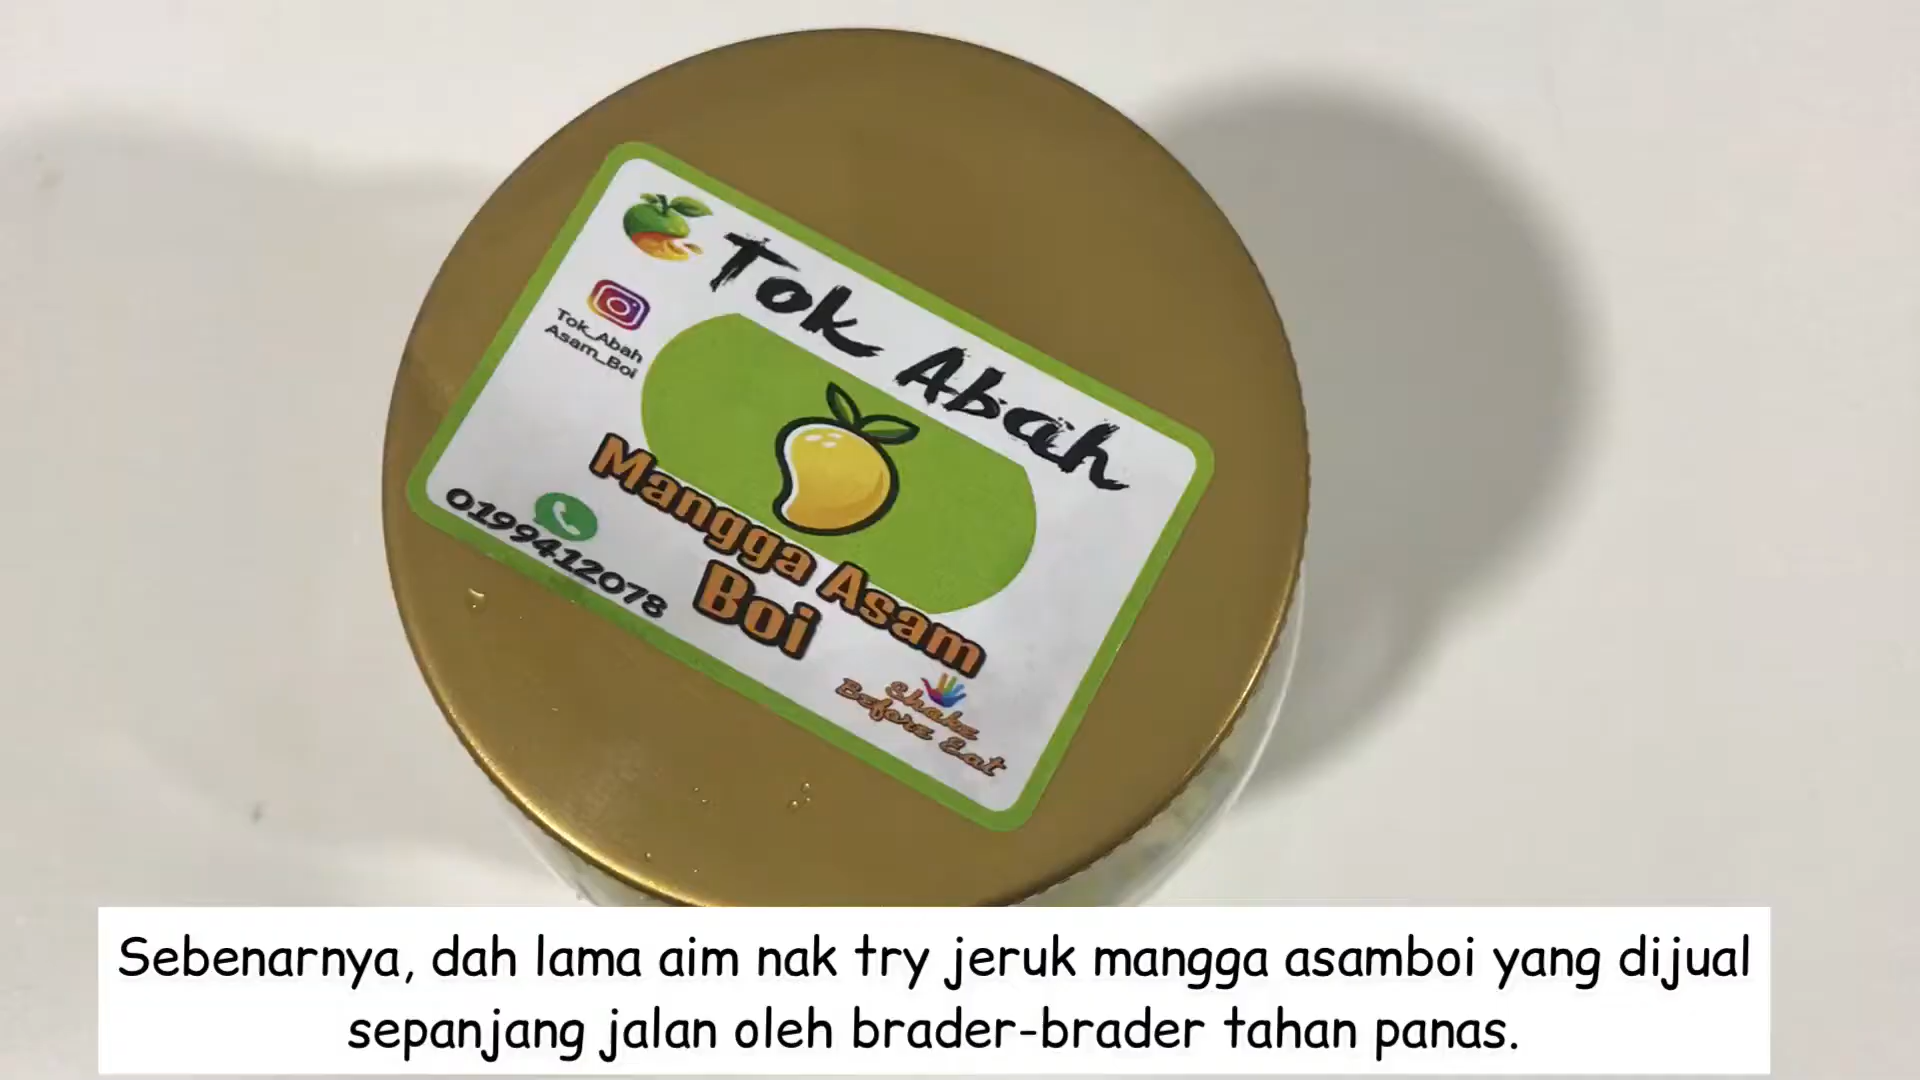 Tok Abah
Tok_Abah
Asam_Boi
Mangga Asam
Boi
0199412078
Shake
Before Eat
Sebenarnya, dah lama aim nak try jeruk mangga asamboi yang dijual
sepanjang jalan oleh brader-brader tahan panas.